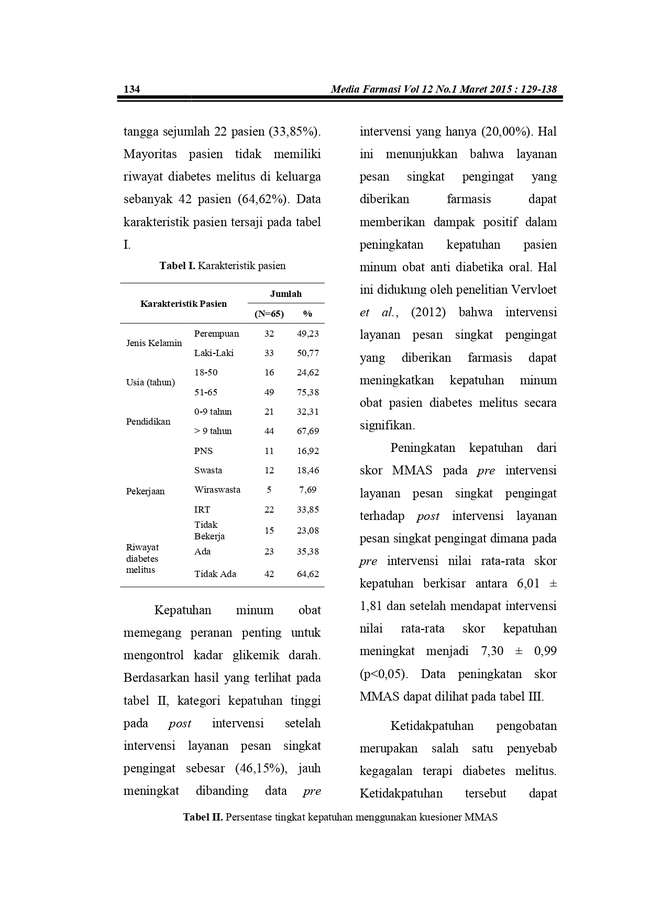 134
Media Farmasi Vol 12 No.1 Maret 2015 : 129-138
tangga sejumlah 22 pasien (33,85%).
Mayoritas pasien tidak memiliki
riwayat diabetes melitus di keluarga
sebanyak 42 pasien (64,62%). Data
karakteristik pasien tersaji pada tabel
I.
Tabel I. Karakteristik pasien
Karakteristik Pasien Jumlah
(N=65) %
Jenis Kelamin Perempuan 32 49,23
Laki-Laki 33 50,77
Usia (tahun) 18-50 16 24,62
51-65 49 75,38
Pendidikan 0-9 tahun 21 32,31
> 9 tahun 44 67,69
Pekerjaan PNS 11 16,92
Swasta 12 18,46
Wiraswasta 5 7,69
IRT 22 33,85
Tidak Bekerja 15 23,08
Riwayat diabetes melitus Ada 23 35,38
Tidak Ada 42 64,62
Kepatuhan minum obat
memegang peranan penting untuk
mengontrol kadar glikemik darah.
Berdasarkan hasil yang terlihat pada
tabel II, kategori kepatuhan tinggi
pada post intervensi setelah
intervensi layanan pesan singkat
pengingat sebesar (46,15%), jauh
meningkat dibanding data pre
intervensi yang hanya (20,00%). Hal
ini menunjukkan bahwa layanan
pesan singkat pengingat yang
diberikan farmasis dapat
memberikan dampak positif dalam
peningkatan kepatuhan pasien
minum obat anti diabetika oral. Hal
ini didukung oleh penelitian Vervloet
et al., (2012) bahwa intervensi
layanan pesan singkat pengingat
yang diberikan farmasis dapat
meningkatkan kepatuhan minum
obat pasien diabetes melitus secara
signifikan.
Peningkatan kepatuhan dari
skor MMAS pada pre intervensi
layanan pesan singkat pengingat
terhadap post intervensi layanan
pesan singkat pengingat dimana pada
pre intervensi nilai rata-rata skor
kepatuhan berkisar antara 6,01 ±
1,81 dan setelah mendapat intervensi
nilai rata-rata skor kepatuhan
meningkat menjadi 7,30 ± 0,99
(p<0,05). Data peningkatan skor
MMAS dapat dilihat pada tabel III.
Ketidakpatuhan pengobatan
merupakan salah satu penyebab
kegagalan terapi diabetes melitus.
Ketidakpatuhan tersebut dapat
Tabel II. Persentase tingkat kepatuhan menggunakan kuesioner MMAS